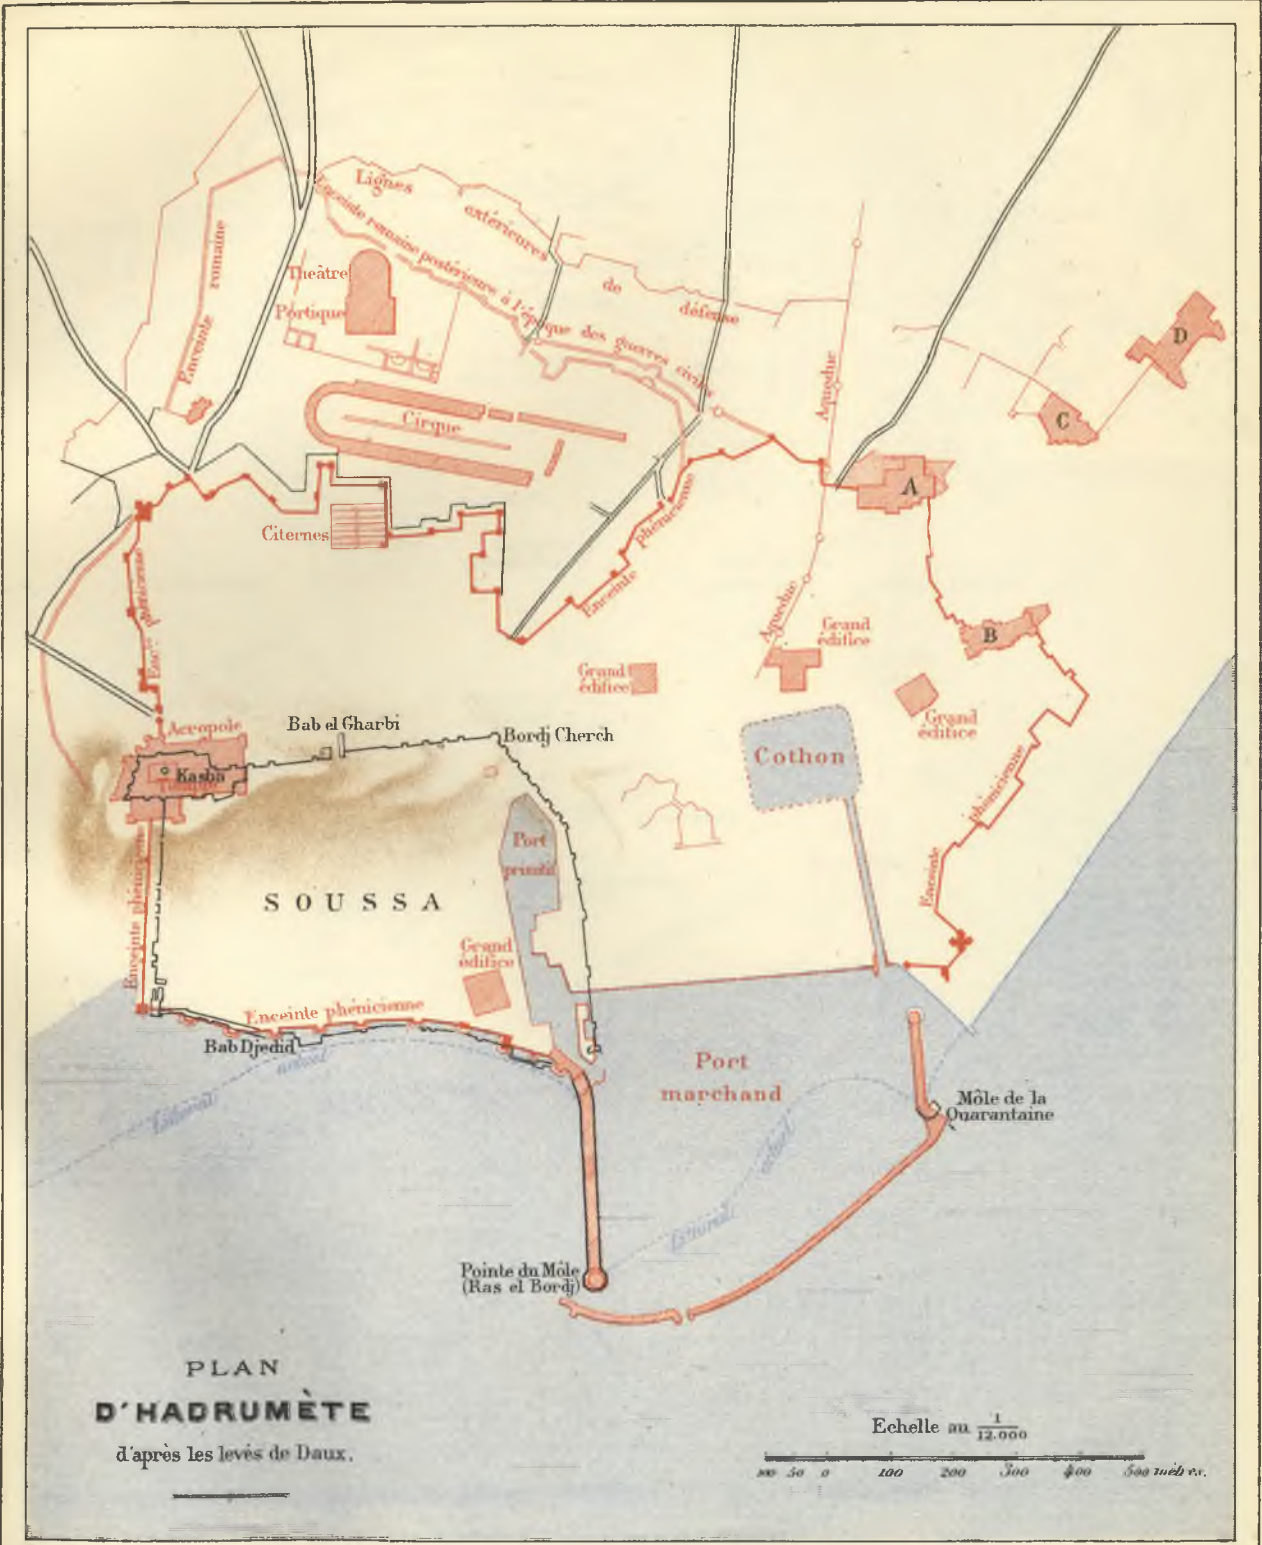 Lignes
extérieures
de
défense
Enceinte romaine postérieure à l'époque des guerres civiles
Enceinte romaine
Théâtre
Portique
Cirque
Aqueduc
D
C
A
Citernes
Enceinte phénicienne
Encte phénicienne
Aqueduc
Grand
édifice
B
Grand
édifice
Grand
édifice
Acropole
Bab el Gharbi
Bordj Cherch
Kasba
Cothon
Port
primitif
Enceinte phénicienne
SOUSSA
Enceinte phénicienne
Grand
édifice
Enceinte phénicienne
Bab Djedid
Littoral actuel
Port
marchand
Môle de la
Quarantaine
Littoral actuel
Pointe du Môle
(Ras el Bordj)
PLAN
D'HADRUMÈTE
d'après les levés de Daux.
Echelle au 1/12.000
100 50 0 100 200 300 400 500 mètres.